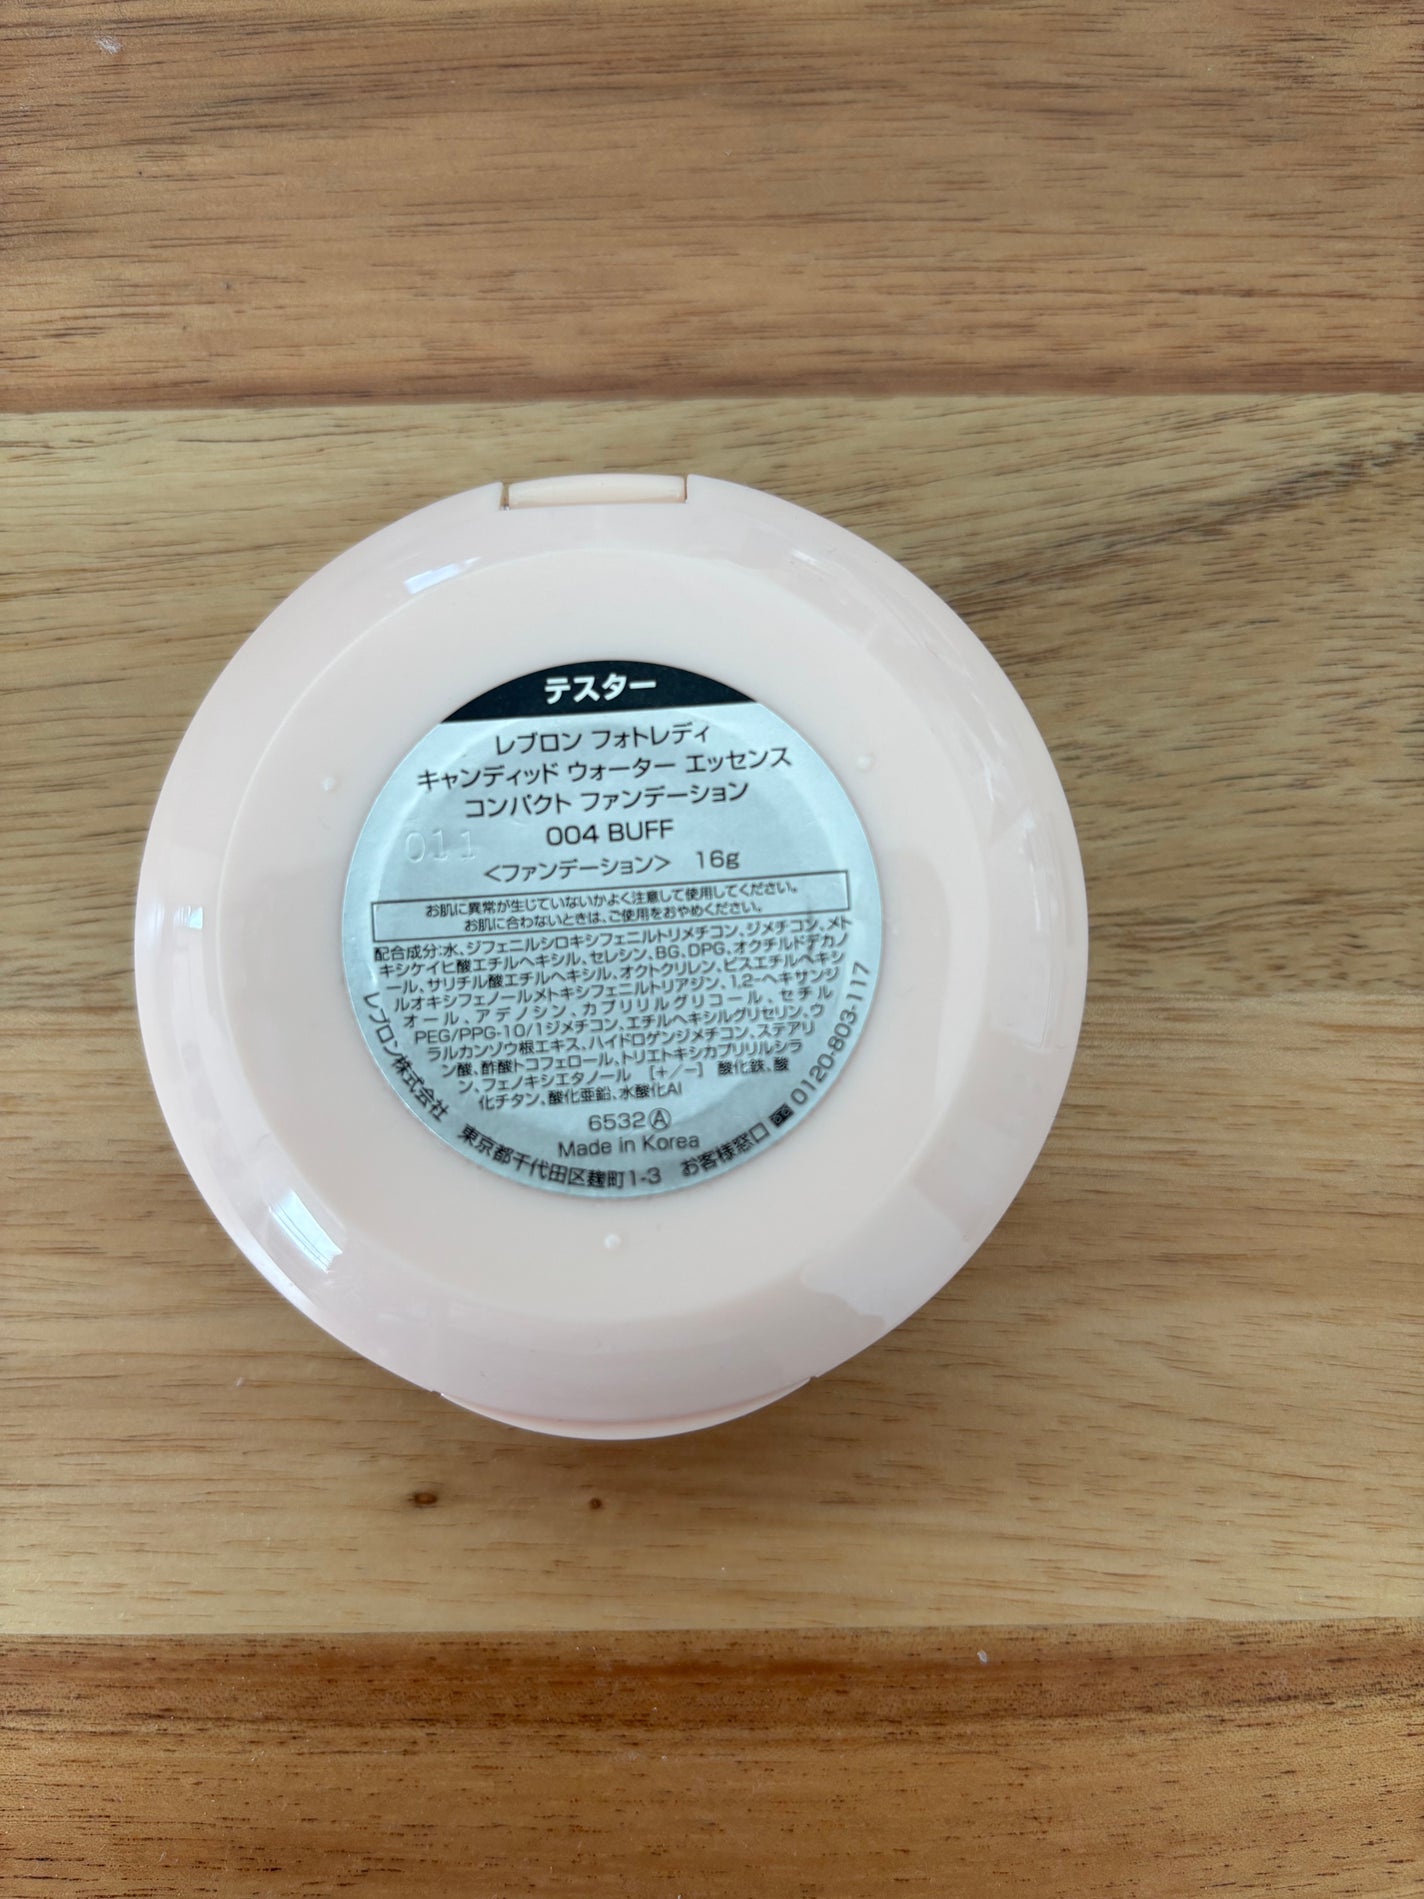 テスター
レブロン フォトレディ
キャンディッド ウォーター エッセンス
コンパクト ファンデーション
004 BUFF
011
<ファンデーション> 16g
お肌に異常が生じていないかよく注意して使用してください。
お肌に合わないときは、ご使用をおやめください。
配合成分:水、ジフェニルシロキシフェニルトリメチコン、ジメチコン、メト
キシケイヒ酸エチルヘキシル、セレシン、BG、DPG、オクチルドデカノ
ール、サリチル酸エチルヘキシル、オクトクリレン、ビスエチルヘキシ
ルオキシフェノールメトキシフェニルトリアジン、1,2-ヘキサンジ
オール、アデノシン、カプリリルグリコール、セチル
PEG/PPG-10/1ジメチコン、エチルヘキシルグリセリン、ウ
ラルカンゾウ根エキス、ハイドロゲンジメチコン、ステアリ
ン酸、酢酸トコフェロール、トリエトキシカプリリルシラ
ン、フェノキシエタノール [+/-] 酸化鉄、酸
化チタン、酸化亜鉛、水酸化Al
6532Ⓐ
Made in Korea
レブロン株式会社 東京都千代田区麹町1-3 お客様窓口 0120-803-117